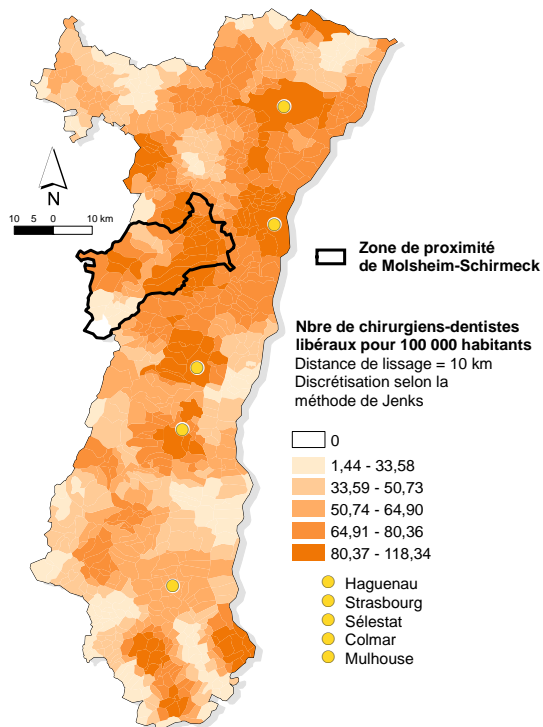 N
10 5 0 10 km
Zone de proximité
de Molsheim-Schirmeck
Nbre de chirurgiens-dentistes
libéraux pour 100 000 habitants
Distance de lissage = 10 km
Discrétisation selon la
méthode de Jenks
0
1,44 - 33,58
33,59 - 50,73
50,74 - 64,90
64,91 - 80,36
80,37 - 118,34
Haguenau
Strasbourg
Sélestat
Colmar
Mulhouse